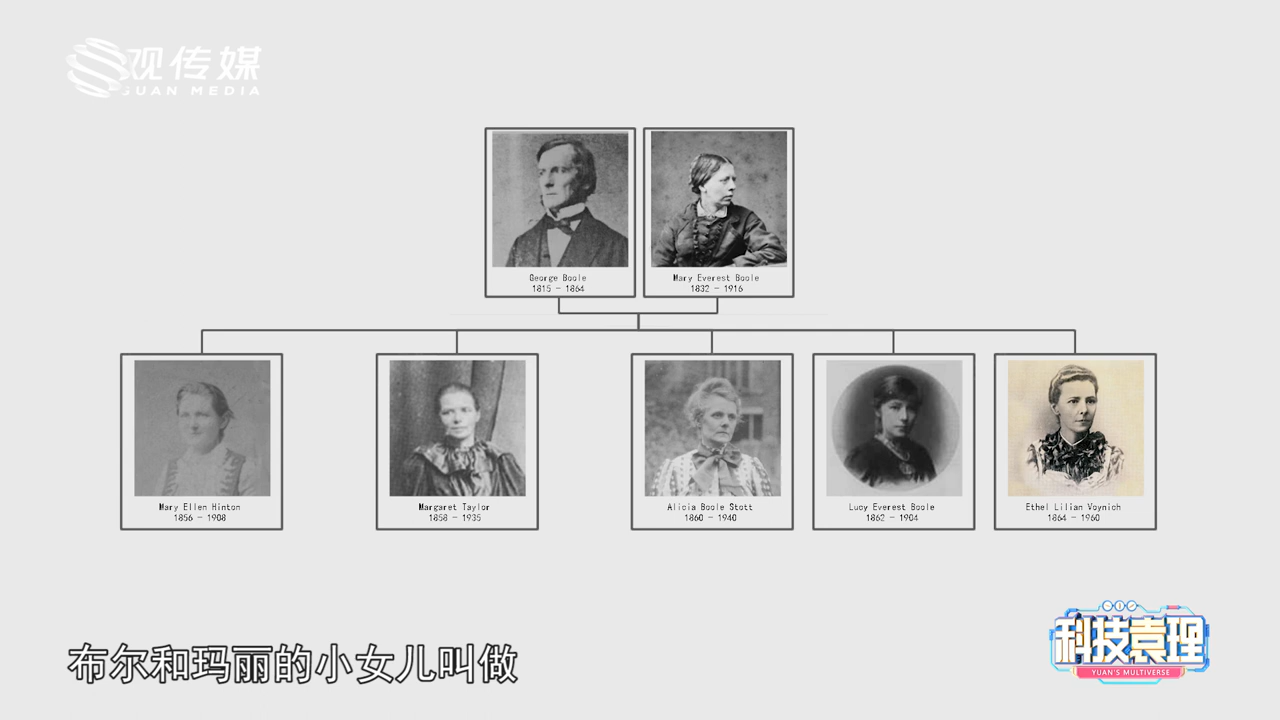 观传媒
GUAN MEDIA
George Boole
1815 - 1864
Mary Everest Boole
1832 - 1916
Mary Ellen Hinton
1856 - 1908
Margaret Taylor
1858 - 1935
Alicia Boole Stott
1860 - 1940
Lucy Everest Boole
1862 - 1904
Ethel Lilian Voynich
1864 - 1960
布尔和玛丽的小女儿叫做
科技袁理
YUAN'S MULTIVERSE